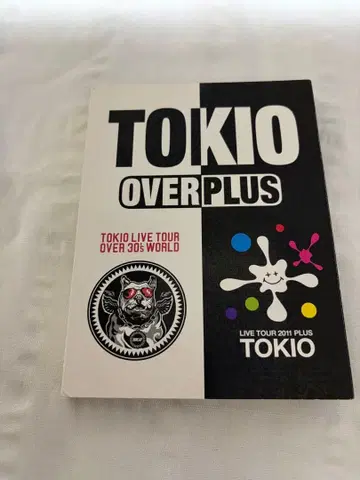 TOKIO
OVERPLUS
TOKIO LIVE TOUR
OVER 30's WORLD
LIVE TOUR 2011 PLUS
TOKIO